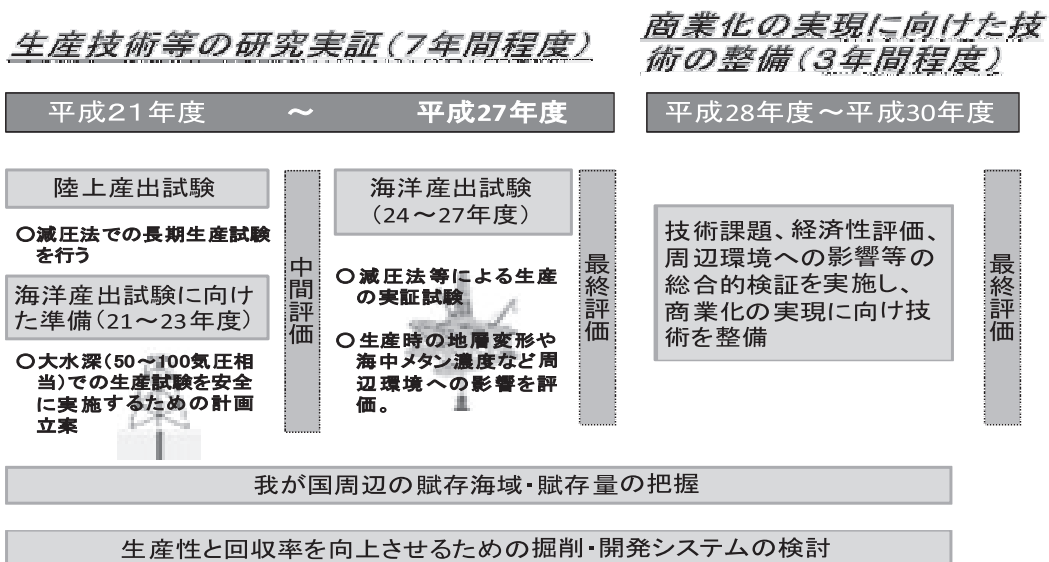 生産技術等の研究実証（7年間程度）
平成21年度 ～ 平成27年度
陸上産出試験
○減圧法での長期生産試験
を行う
海洋産出試験に向け
た準備（21～23年度）
○大水深（50～100気圧相
当）での生産試験を安全
に実施するための計画
立案
中間評価
海洋産出試験
（24～27年度）
○減圧法等による生産
の実証試験
○生産時の地層変形や
海中メタン濃度など周
辺環境への影響を評
価。
最終評価
商業化の実現に向けた技
術の整備（3年間程度）
平成28年度～平成30年度
技術課題、経済性評価、
周辺環境への影響等の
総合的検証を実施し、
商業化の実現に向け技
術を整備
最終評価
我が国周辺の賦存海域・賦存量の把握
生産性と回収率を向上させるための掘削・開発システムの検討